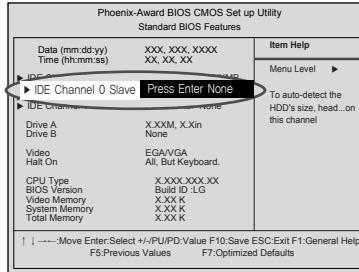 Phoenix-Award BIOS CMOS Set up Utility
Standard BIOS Features
Data (mm:dd:yy) XXX, XXX, XXXX
Time (hh:mm:ss) XX, XX, XX
IDE Channel 0 Slave Press Enter None
Drive A X.XXM, X.Xin
Drive B None
Video EGA/VGA
Halt On All, But Keyboard.
CPU Type X.XXX.XXX.XX
BIOS Version Build ID :LG
Video Memory X.XX K
System Memory X.XX K
Total Memory X.XX K
Item Help
Menu Level ▶
To auto-detect the
HDD's size, head...on
this channel
↑ ↓ →←:Move Enter:Select +/-/PU/PD:Value F10:Save ESC:Exit F1:General Help
F5:Previous Values F7:Optimized Defaults